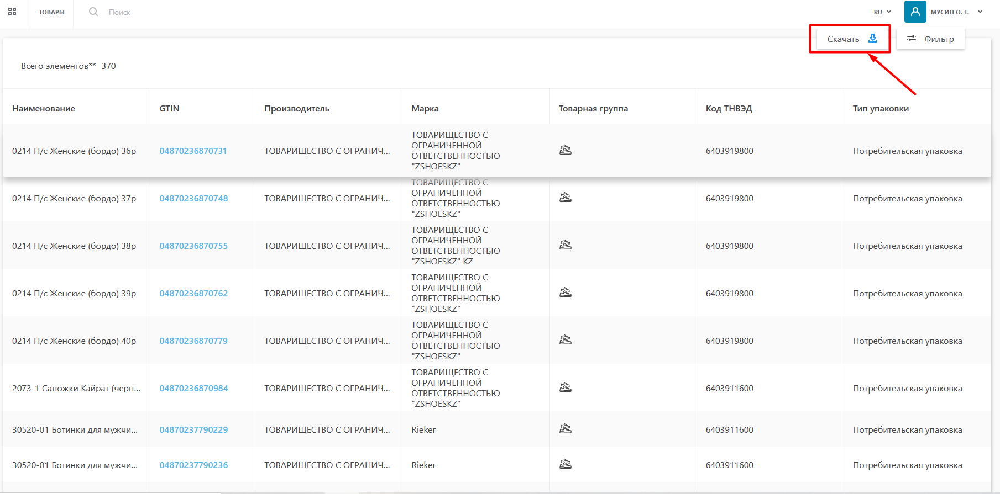 ТОВАРЫ
Поиск
RU
МУСИН О. Т.
Скачать
Фильтр
Всего элементов** 370
Наименование GTIN Производитель Марка Товарная группа Код ТНВЭД Тип упаковки
0214 П/с Женские (бордо) 36р 04870236870731 ТОВАРИЩЕСТВО С ОГРАНИЧ...
ТОВАРИЩЕСТВО С
ОГРАНИЧЕННОЙ
ОТВЕТСТВЕННОСТЬЮ
"ZSHOESKZ"
6403919800 Потребительская упаковка
0214 П/с Женские (бордо) 37р 04870236870748 ТОВАРИЩЕСТВО С ОГРАНИЧ...
ТОВАРИЩЕСТВО С
ОГРАНИЧЕННОЙ
ОТВЕТСТВЕННОСТЬЮ
"ZSHOESKZ"
6403919800 Потребительская упаковка
0214 П/с Женские (бордо) 38р 04870236870755 ТОВАРИЩЕСТВО С ОГРАНИЧ...
ТОВАРИЩЕСТВО С
ОГРАНИЧЕННОЙ
ОТВЕТСТВЕННОСТЬЮ
"ZSHOESKZ" KZ
6403919800 Потребительская упаковка
0214 П/с Женские (бордо) 39р 04870236870762 ТОВАРИЩЕСТВО С ОГРАНИЧ...
ТОВАРИЩЕСТВО С
ОГРАНИЧЕННОЙ
ОТВЕТСТВЕННОСТЬЮ
"ZSHOESKZ"
6403919800 Потребительская упаковка
0214 П/с Женские (бордо) 40р 04870236870779 ТОВАРИЩЕСТВО С ОГРАНИЧ...
ТОВАРИЩЕСТВО С
ОГРАНИЧЕННОЙ
ОТВЕТСТВЕННОСТЬЮ
"ZSHOESKZ"
6403919800 Потребительская упаковка
2073-1 Сапожки Кайрат (черн... 04870236870984 ТОВАРИЩЕСТВО С ОГРАНИЧ...
ТОВАРИЩЕСТВО С
ОГРАНИЧЕННОЙ
ОТВЕТСТВЕННОСТЬЮ
"ZSHOESKZ"
6403911600 Потребительская упаковка
30520-01 Ботинки для мужчи... 04870237790229 ТОВАРИЩЕСТВО С ОГРАНИЧ... Rieker 6403911600 Потребительская упаковка
30520-01 Ботинки для мужчи... 04870237790236 ТОВАРИЩЕСТВО С ОГРАНИЧ... Rieker 6403911600 Потребительская упаковка